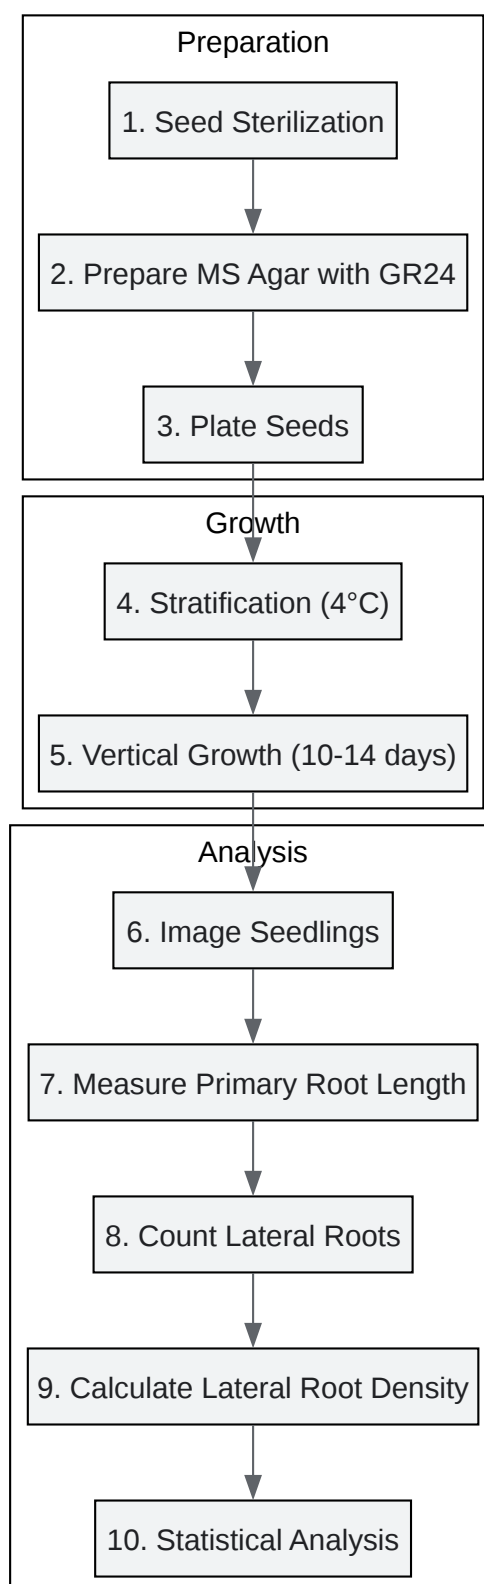 Preparation
1. Seed Sterilization
2. Prepare MS Agar with GR24
3. Plate Seeds
Growth
4. Stratification (4°C)
5. Vertical Growth (10-14 days)
Analysis
6. Image Seedlings
7. Measure Primary Root Length
8. Count Lateral Roots
9. Calculate Lateral Root Density
10. Statistical Analysis